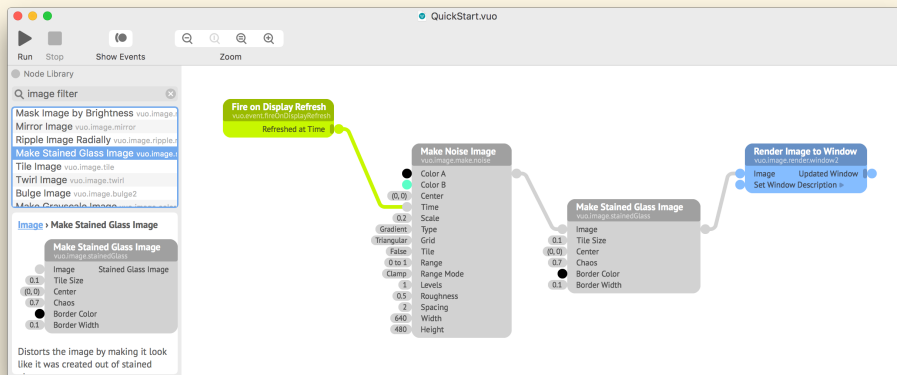 QuickStart.vuo
Run
Stop
Show Events
Zoom
Node Library
image filter
Mask Image by Brightness vuo.image.
Mirror Image vuo.image.mirror
Ripple Image Radially vuo.image.ripple.r
Make Stained Glass Image vuo.image.
Tile Image vuo.image.tile
Twirl Image vuo.image.twirl
Bulge Image vuo.image.bulge2
Make Grayscale Image
Image › Make Stained Glass Image
Make Stained Glass Image
vuo.image.stainedGlass
Image Stained Glass Image
0.1 Tile Size
(0, 0) Center
0.7 Chaos
Border Color
0.1 Border Width
Distorts the image by making it look
like it was created out of stained
Fire on Display Refresh
vuo.event.fireOnDisplayRefresh
Refreshed at Time
Make Noise Image
vuo.image.make.noise
Color A
Color B
(0, 0) Center
Time
0.2 Scale
Gradient Type
Triangular Grid
False Tile
0 to 1 Range
Clamp Range Mode
1 Levels
0.5 Roughness
2 Spacing
640 Width
480 Height
Make Stained Glass Image
vuo.image.stainedGlass
Image
0.1 Tile Size
(0, 0) Center
0.7 Chaos
Border Color
0.1 Border Width
Render Image to Window
vuo.image.render.window2
Image Updated Window
Set Window Description